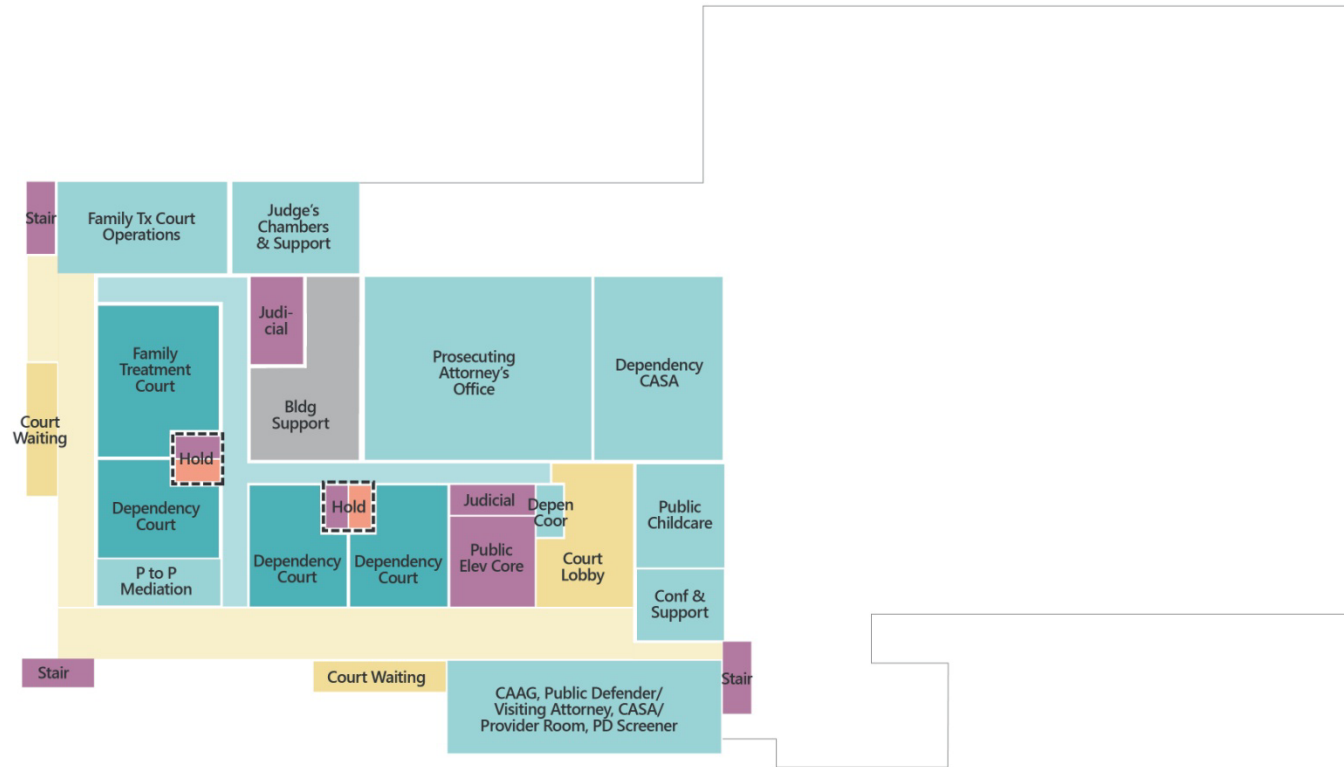 Stair
Family Tx Court
Operations
Judge's
Chambers
& Support
Judi-
cial
Family
Treatment
Court
Prosecuting
Attorney's
Office
Dependency
CASA
Bldg
Support
Court
Waiting
Hold
Dependency
Court
P to P
Mediation
Hold
Dependency
Court
Dependency
Court
Judicial
Public
Elev Core
Depen
Coor
Court
Lobby
Public
Childcare
Conf &
Support
Stair
Court Waiting
CAAG, Public Defender/
Visiting Attorney, CASA/
Provider Room, PD Screener
Stair